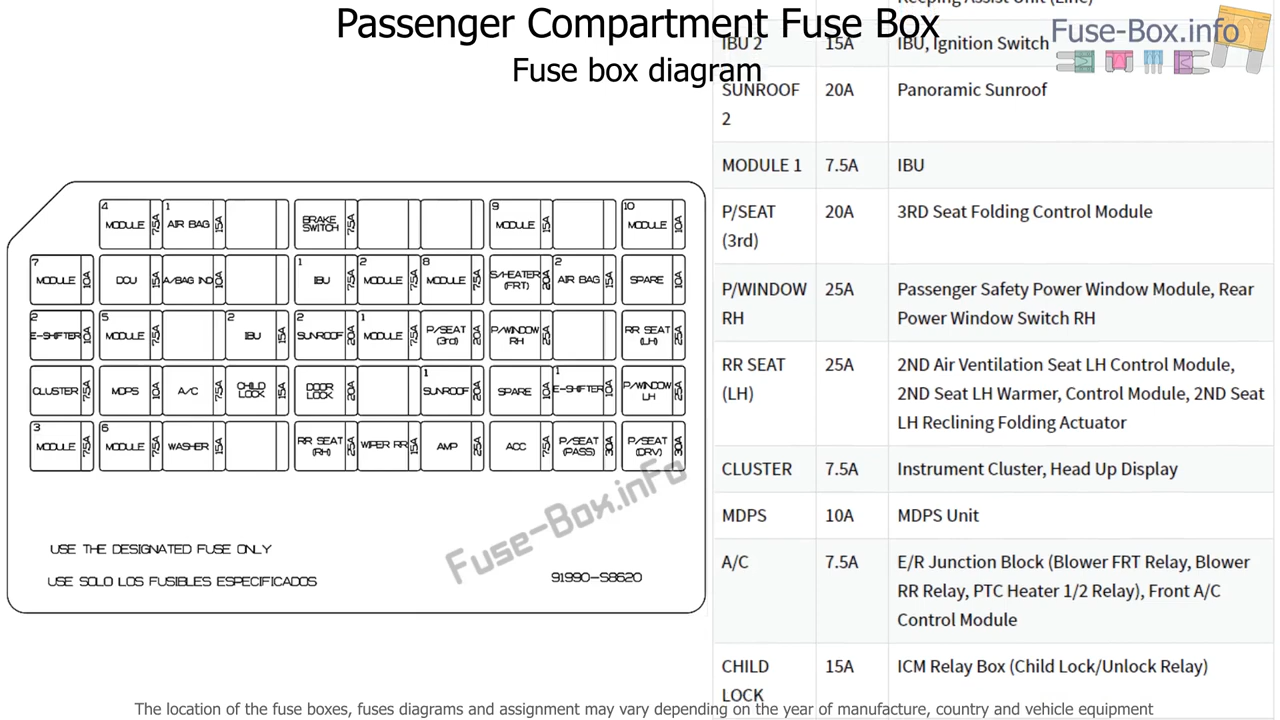 Passenger Compartment Fuse Box
Fuse box diagram
Fuse-Box.info
Keeping Assist Unit (Line)
IBU 2 15A IBU, Ignition Switch
SUNROOF 2 20A Panoramic Sunroof
MODULE 1 7.5A IBU
P/SEAT (3rd) 20A 3RD Seat Folding Control Module
P/WINDOW RH 25A Passenger Safety Power Window Module, Rear
Power Window Switch RH
RR SEAT (LH) 25A 2ND Air Ventilation Seat LH Control Module,
2ND Seat LH Warmer, Control Module, 2ND Seat
LH Reclining Folding Actuator
CLUSTER 7.5A Instrument Cluster, Head Up Display
MDPS 10A MDPS Unit
A/C 7.5A E/R Junction Block (Blower FRT Relay, Blower
RR Relay, PTC Heater 1/2 Relay), Front A/C
Control Module
CHILD LOCK 15A ICM Relay Box (Child Lock/Unlock Relay)
4 MODULE 7.5A 1 AIR BAG 15A BRAKE SWITCH 7.5A 9 MODULE 15A 10 MODULE 10A
7 MODULE 10A DCU 15A A/BAG IND 10A 1 IBU 7.5A 2 MODULE 7.5A 8 MODULE 7.5A S/HEATER (FRT) 20A 2 AIR BAG 15A SPARE 10A
2 E-SHIFTER 10A 5 MODULE 7.5A 2 IBU 15A 2 SUNROOF 20A 1 MODULE 7.5A P/SEAT (3rd) 20A P/WINDOW RH 25A RR SEAT (LH) 25A
CLUSTER 7.5A MDPS 10A A/C 7.5A CHILD LOCK 15A DOOR LOCK 20A 1 SUNROOF 20A SPARE 10A 1 E-SHIFTER 10A P/WINDOW LH 25A
3 MODULE 7.5A 6 MODULE 7.5A WASHER 15A RR SEAT (RH) 25A WIPER RR 15A AMP 25A ACC 7.5A P/SEAT (PASS) 30A P/SEAT (DRV) 30A
Fuse-Box.inFo
USE THE DESIGNATED FUSE ONLY
USE SOLO LOS FUSIBLES ESPECIFICADOS
91990-S8620
The location of the fuse boxes, fuses diagrams and assignment may vary depending on the year of manufacture, country and vehicle equipment